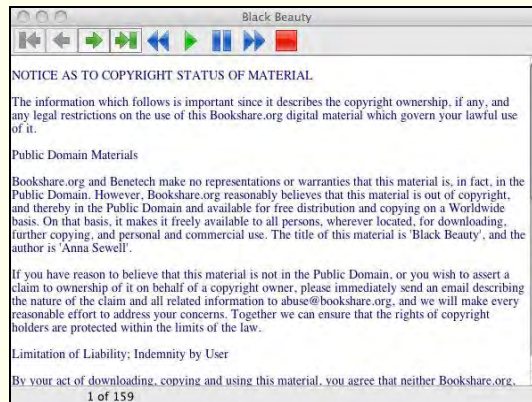 Black Beauty
NOTICE AS TO COPYRIGHT STATUS OF MATERIAL
The information which follows is important since it describes the copyright ownership, if any, and
any legal restrictions on the use of this Bookshare.org digital material which govern your lawful use
of it.
Public Domain Materials
Bookshare.org and Benetech make no representations or warranties that this material is, in fact, in the
Public Domain. However, Bookshare.org reasonably believes that this material is out of copyright,
and thereby in the Public Domain and available for free distribution and copying on a Worldwide
basis. On that basis, it makes it freely available to all persons, wherever located, for downloading,
further copying, and personal and commercial use. The title of this material is 'Black Beauty', and the
author is 'Anna Sewell'.
If you have reason to believe that this material is not in the Public Domain, or you wish to assert a
claim to ownership of it on behalf of a copyright owner, please immediately send an email describing
the nature of the claim and all related information to abuse@bookshare.org, and we will make every
reasonable effort to address your concerns. Together we can ensure that the rights of copyright
holders are protected within the limits of the law.
Limitation of Liability; Indemnity by User
By your act of downloading, copying and using this material, you agree that neither Bookshare.org,
1 of 159